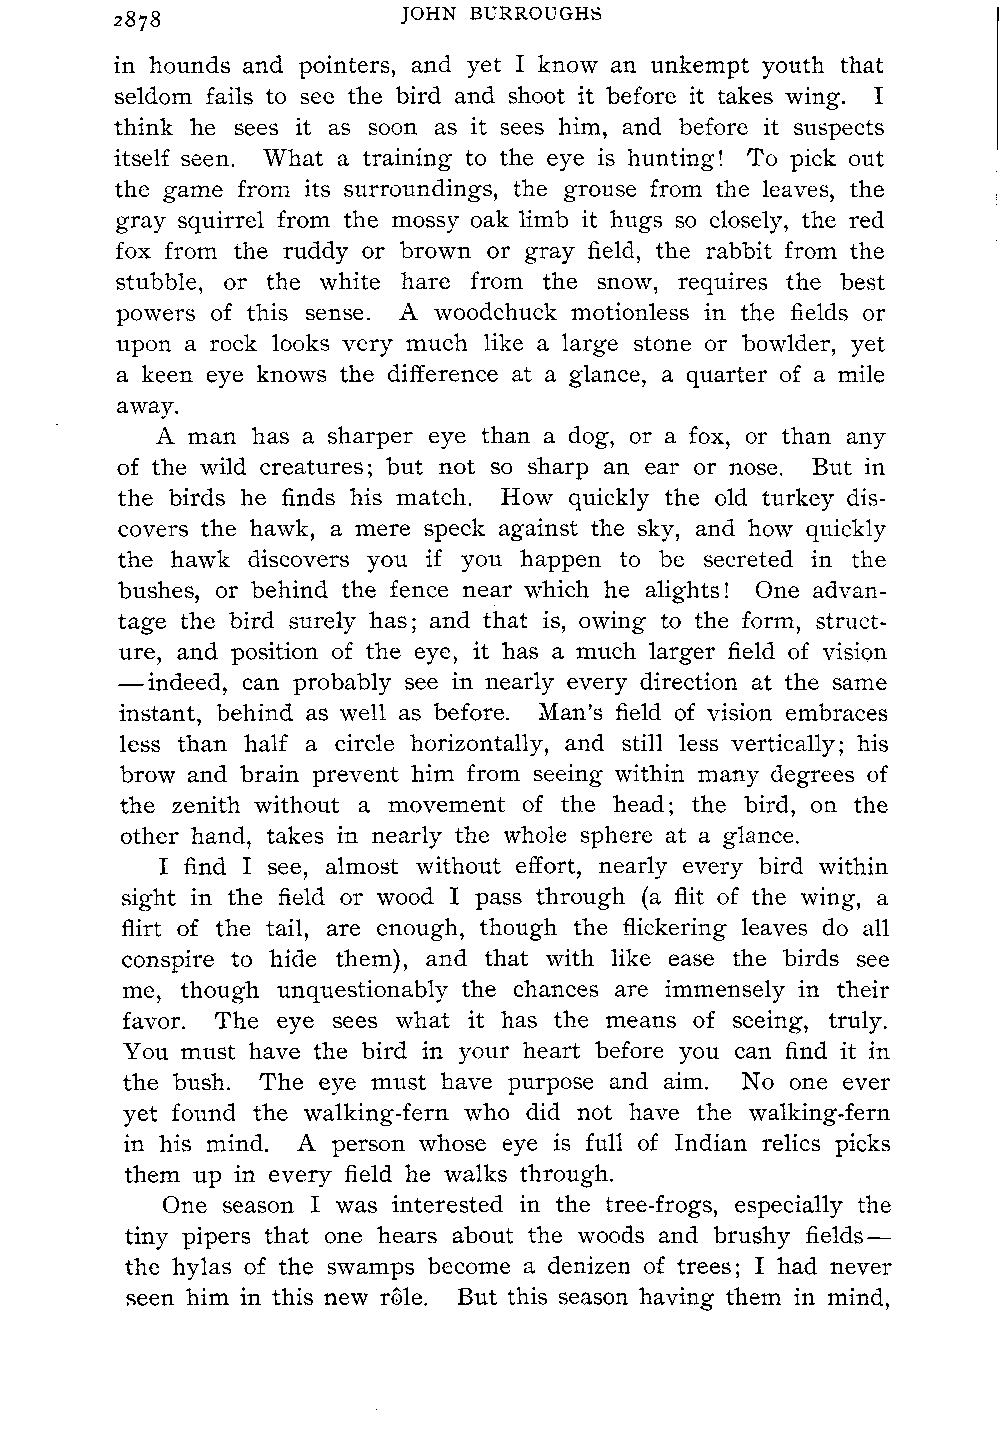 2878
JOHN BURROUGHS
in hounds and pointers, and yet I know an unkempt youth that
seldom fails to see the bird and shoot it before it takes wing. I
think he sees it as soon as it sees him, and before it suspects
itself seen. What a training to the eye is hunting! To pick out
the game from its surroundings, the grouse from the leaves, the
gray squirrel from the mossy oak limb it hugs so closely, the red
fox from the ruddy or brown or gray field, the rabbit from the
stubble, or the white hare from the snow, requires the best
powers of this sense. A woodchuck motionless in the fields or
upon a rock looks very much like a large stone or bowlder, yet
a keen eye knows the difference at a glance, a quarter of a mile
away.
A man has a sharper eye than a dog, or a fox, or than any
of the wild creatures; but not so sharp an ear or nose. But in
the birds he finds his match. How quickly the old turkey dis-
covers the hawk, a mere speck against the sky, and how quickly
the hawk discovers you if you happen to be secreted in the
bushes, or behind the fence near which he alights! One advan-
tage the bird surely has; and that is, owing to the form, struct-
ure, and position of the eye, it has a much larger field of vision
—indeed, can probably see in nearly every direction at the same
instant, behind as well as before. Man's field of vision embraces
less than half a circle horizontally, and still less vertically; his
brow and brain prevent him from seeing within many degrees of
the zenith without a movement of the head; the bird, on the
other hand, takes in nearly the whole sphere at a glance.
I find I see, almost without effort, nearly every bird within
sight in the field or wood I pass through (a flit of the wing, a
flirt of the tail, are enough, though the flickering leaves do all
conspire to hide them), and that with like ease the birds see
me, though unquestionably the chances are immensely in their
favor. The eye sees what it has the means of seeing, truly.
You must have the bird in your heart before you can find it in
the bush. The eye must have purpose and aim. No one ever
yet found the walking-fern who did not have the walking-fern
in his mind. A person whose eye is full of Indian relics picks
them up in every field he walks through.
One season I was interested in the tree-frogs, especially the
tiny pipers that one hears about the woods and brushy fields—
the hylas of the swamps become a denizen of trees; I had never
seen him in this new rôle. But this season having them in mind,